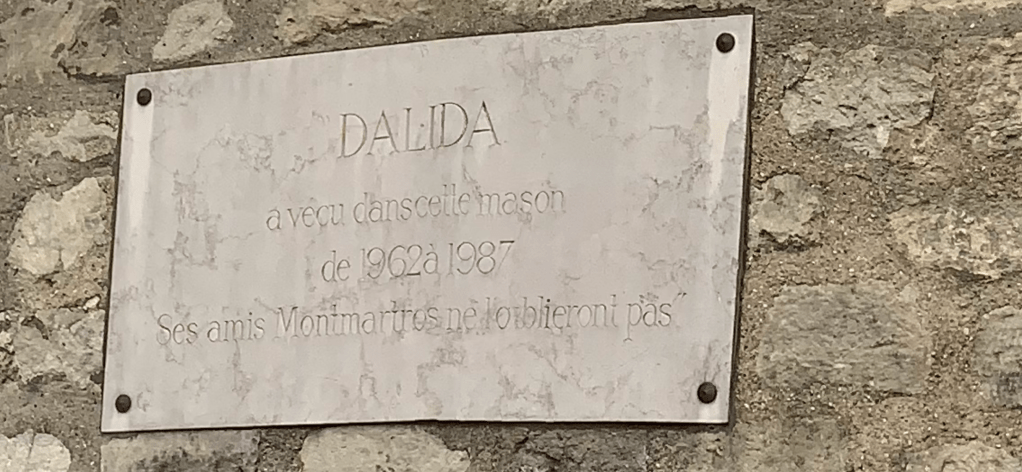 DALIDA
a vécu dans cette maison
de 1962 à 1987
Ses amis Montmartrois ne l'oublieront pas"